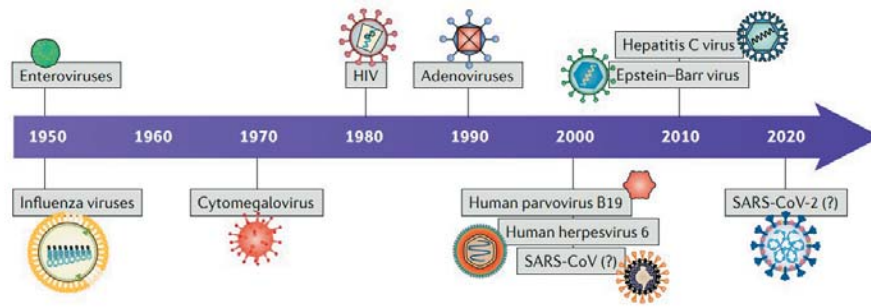 Enteroviruses
HIV
Adenoviruses
Hepatitis C virus
Epstein–Barr virus
1950 1960 1970 1980 1990 2000 2010 2020
Influenza viruses
Cytomegalovirus
Human parvovirus B19
Human herpesvirus 6
SARS-CoV (?)
SARS-CoV-2 (?)